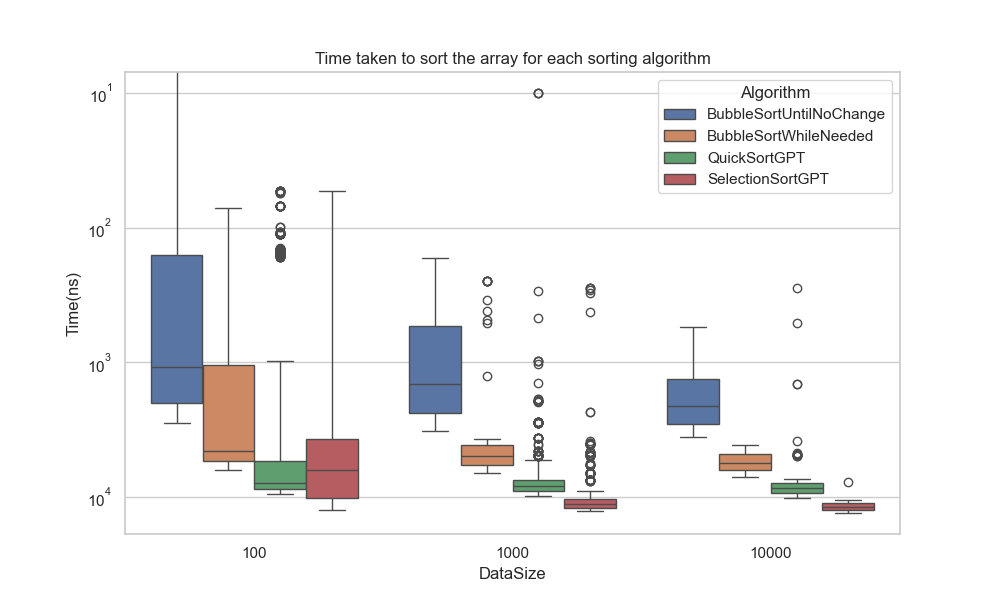 Time taken to sort the array for each sorting algorithm
Time(ns)
10^1
10^2
10^3
10^4
Algorithm
BubbleSortUntilNoChange
BubbleSortWhileNeeded
QuickSortGPT
SelectionSortGPT
100
1000
10000
DataSize